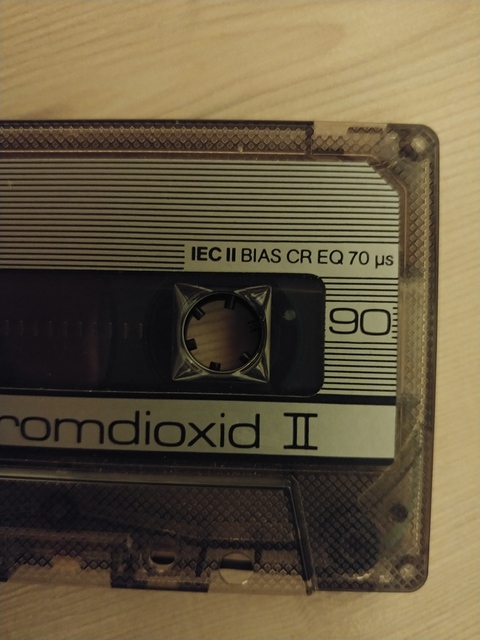 IEC II BIAS CR EQ 70 µs
90
romdioxid II